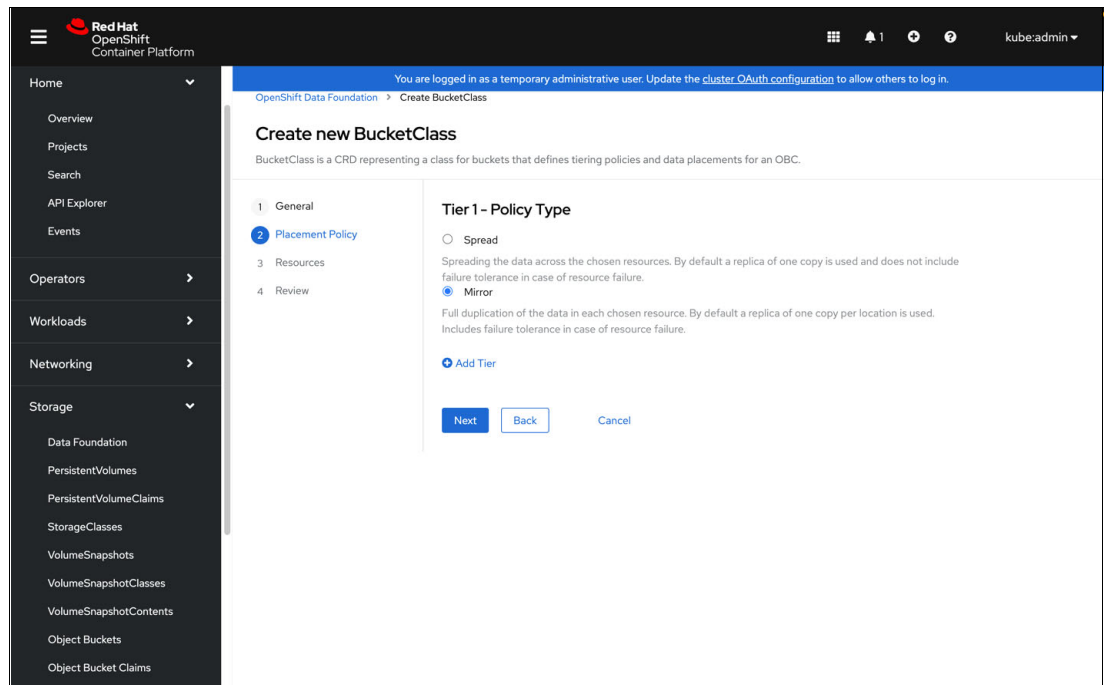 Red Hat
OpenShift
Container Platform
1
kube:admin
You are logged in as a temporary administrative user. Update the cluster OAuth configuration to allow others to log in.
Home
Overview
Projects
Search
API Explorer
Events
Operators
Workloads
Networking
Storage
Data Foundation
PersistentVolumes
PersistentVolumeClaims
StorageClasses
VolumeSnapshots
VolumeSnapshotClasses
VolumeSnapshotContents
Object Buckets
Object Bucket Claims
OpenShift Data Foundation > Create BucketClass
Create new BucketClass
BucketClass is a CRD representing a class for buckets that defines tiering policies and data placements for an OBC.
1 General
2 Placement Policy
3 Resources
4 Review
Tier 1 - Policy Type
Spread
Spreading the data across the chosen resources. By default a replica of one copy is used and does not include
failure tolerance in case of resource failure.
Mirror
Full duplication of the data in each chosen resource. By default a replica of one copy per location is used.
Includes failure tolerance in case of resource failure.
Add Tier
Next Back Cancel